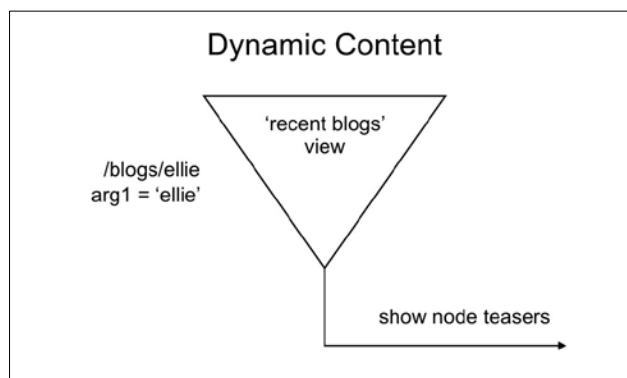 Dynamic Content
‘recent blogs’
view
/blogs/ellie
arg1 = ‘ellie’
show node teasers